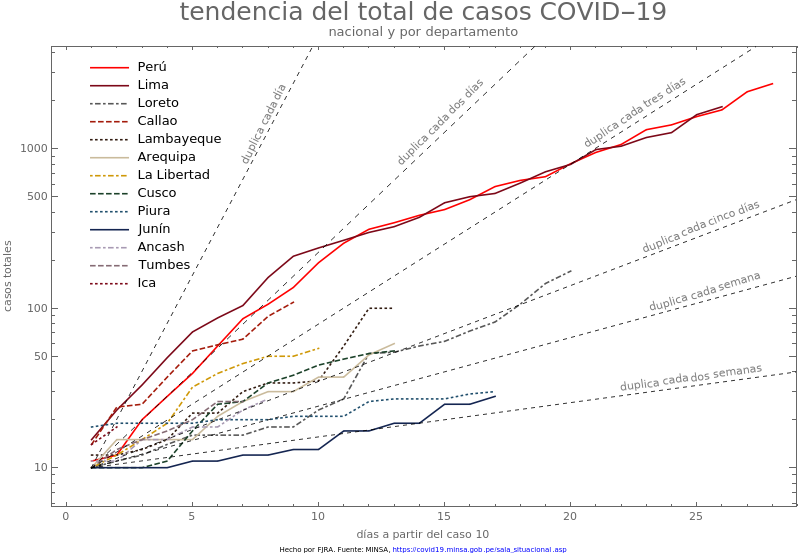 tendencia del total de casos COVID−19
nacional y por departamento
Perú
Lima
Loreto
Callao
Lambayeque
Arequipa
La Libertad
Cusco
Piura
Junín
Ancash
Tumbes
Ica
duplica cada día
duplica cada dos días
duplica cada tres días
duplica cada cinco días
duplica cada semana
duplica cada dos semanas
casos totales
1000
500
100
50
10
0 5 10 15 20 25
días a partir del caso 10
Hecho por FJRA. Fuente: MINSA, https://covid19.minsa.gob.pe/sala_situacional.asp